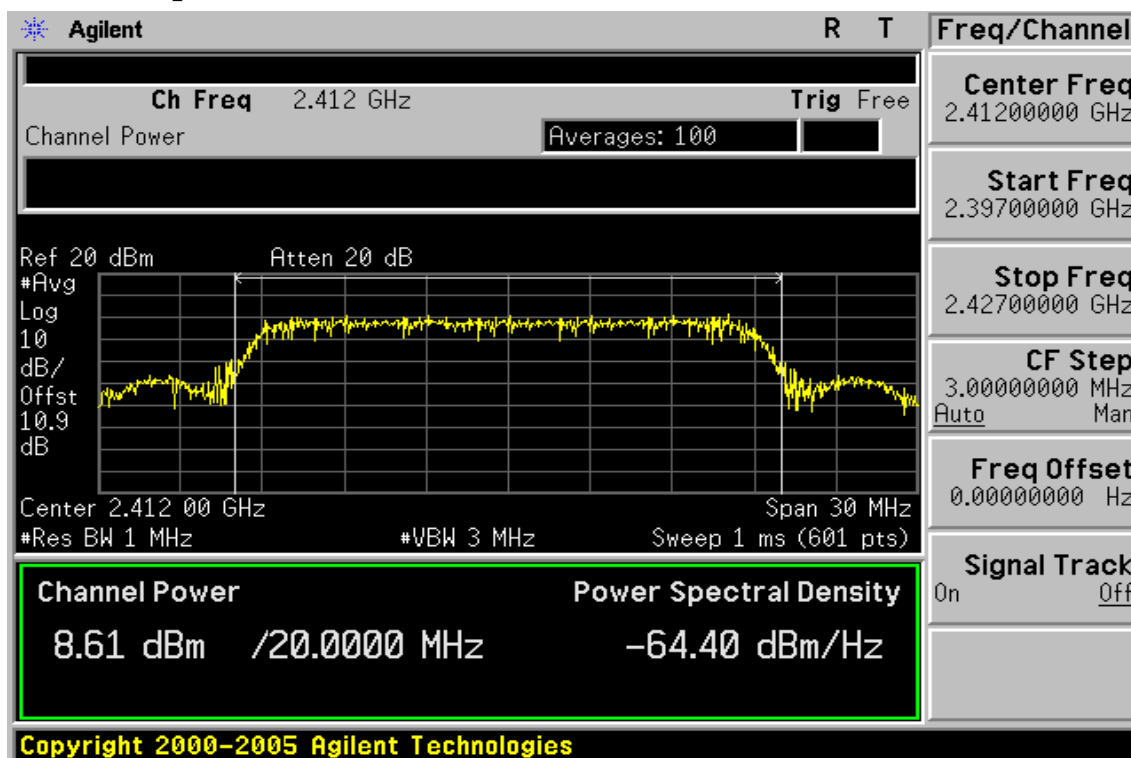 Agilent R T Freq/Channel
Ch Freq 2.412 GHz Trig Free
Channel Power Averages: 100
Center Freq
2.41200000 GHz
Start Freq
2.39700000 GHz
Stop Freq
2.42700000 GHz
CF Step
3.00000000 MHz
Auto Man
Freq Offset
0.00000000 Hz
Signal Track
On Off
Ref 20 dBm Atten 20 dB
#Avg
Log
10
dB/
Offst
10.9
dB
Center 2.412 00 GHz Span 30 MHz
#Res BW 1 MHz #VBW 3 MHz Sweep 1 ms (601 pts)
Channel Power Power Spectral Density
8.61 dBm /20.0000 MHz -64.40 dBm/Hz
Copyright 2000-2005 Agilent Technologies